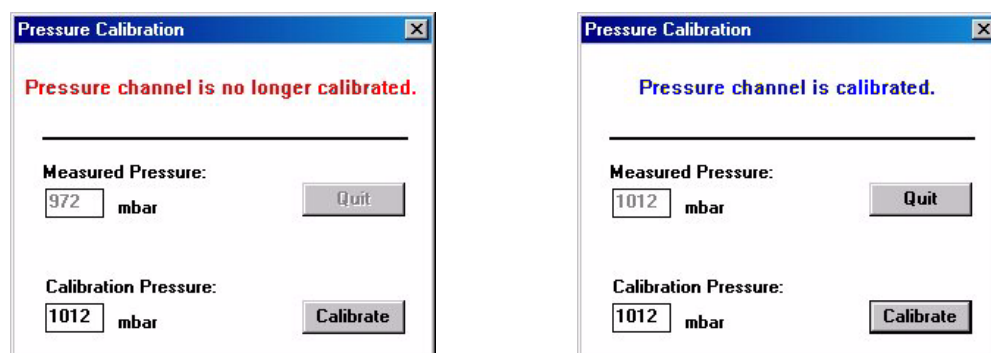 Pressure Calibration
Pressure channel is no longer calibrated.
Measured Pressure:
972 mbar
Quit
Calibration Pressure:
1012 mbar
Calibrate
Pressure Calibration
Pressure channel is calibrated.
Measured Pressure:
1012 mbar
Quit
Calibration Pressure:
1012 mbar
Calibrate